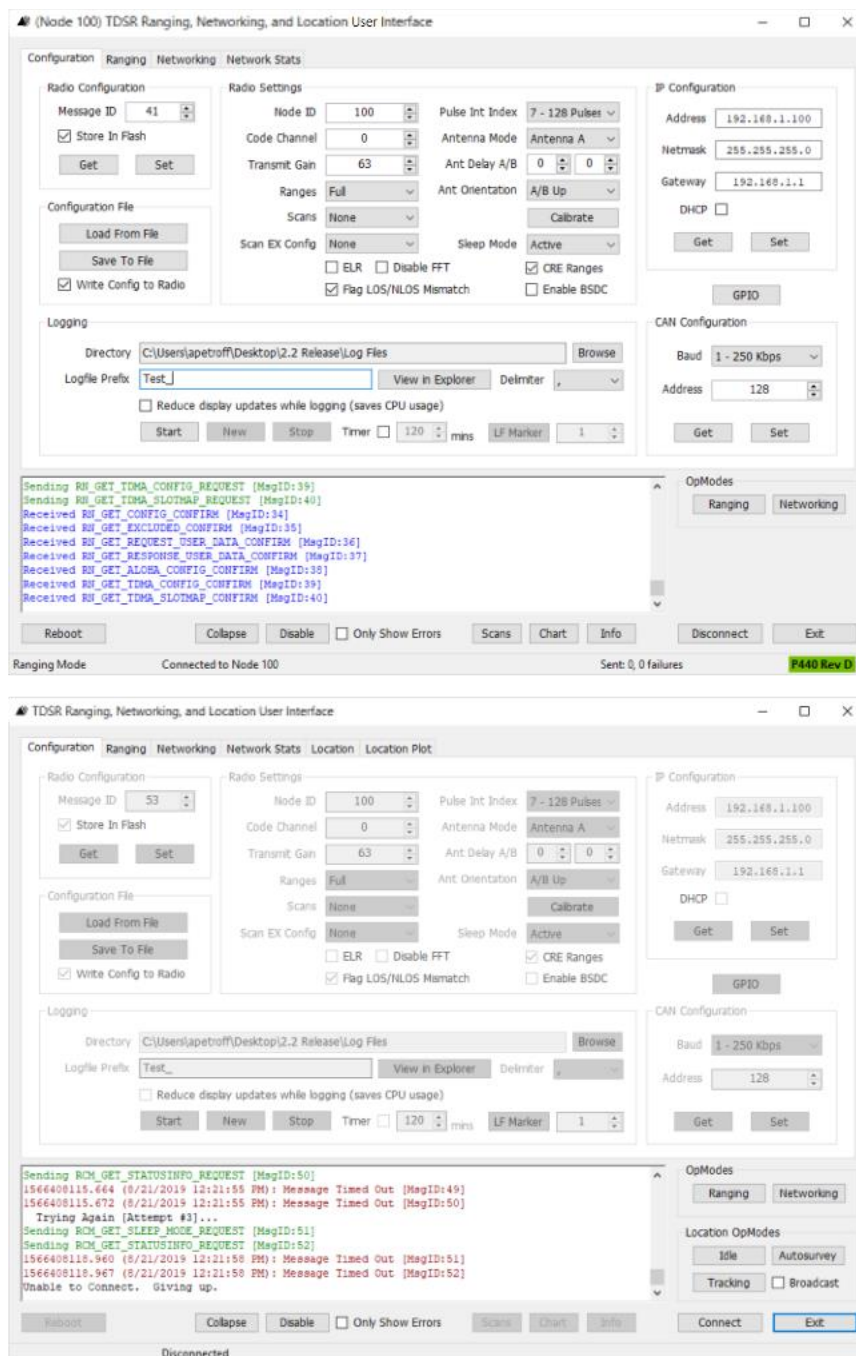 (Node 100) TDSR Ranging, Networking, and Location User Interface
Configuration Ranging Networking Network Stats
Radio Configuration
Message ID 41
Store In Flash
Get Set
Configuration File
Load From File
Save To File
Write Config to Radio
Radio Settings
Node ID 100 Pulse Int Index 7 - 128 Pulses
Code Channel 0 Antenna Mode Antenna A
Transmit Gain 63 Ant Delay A/B 0 0
Ranges Full Ant Orientation A/B Up
Scans None Calibrate
Scan EX Config None Sleep Mode Active
ELR Disable FFT CRE Ranges
Flag LOS/NLOS Mismatch Enable BSDC
IP Configuration
Address 192.168.1.100
Netmask 255.255.255.0
Gateway 192.168.1.1
DHCP
Get Set
GPIO
Logging
Directory C:\Users\apetroff\Desktop\2.2 Release\Log Files Browse
Logfile Prefix Test_ View in Explorer Delimiter ,
Reduce display updates while logging (saves CPU usage)
Start New Stop Timer 120 mins LF Marker 1
CAN Configuration
Baud 1 - 250 Kbps
Address 128
Get Set
Sending RN_GET_TDMA_CONFIG_REQUEST [MsgID:39]
Sending RN_GET_TDMA_SLOTMAP_REQUEST [MsgID:40]
Received RN_GET_CONFIG_CONFIRM [MsgID:34]
Received RN_GET_EXCLUDED_CONFIRM [MsgID:35]
Received RN_GET_REQUEST_USER_DATA_CONFIRM [MsgID:36]
Received RN_GET_RESPONSE_USER_DATA_CONFIRM [MsgID:37]
Received RN_GET_ALOHA_CONFIG_CONFIRM [MsgID:38]
Received RN_GET_TDMA_CONFIG_CONFIRM [MsgID:39]
Received RN_GET_TDMA_SLOTMAP_CONFIRM [MsgID:40]
OpModes
Ranging Networking
Reboot Collapse Disable Only Show Errors Scans Chart Info Disconnect Exit
Ranging Mode Connected to Node 100 Sent: 0, 0 failures P440 Rev D
TDSR Ranging, Networking, and Location User Interface
Configuration Ranging Networking Network Stats Location Location Plot
Radio Configuration
Message ID 53
Store In Flash
Get Set
Configuration File
Load From File
Save To File
Write Config to Radio
Radio Settings
Node ID 100 Pulse Int Index 7 - 128 Pulses
Code Channel 0 Antenna Mode Antenna A
Transmit Gain 63 Ant Delay A/B 0 0
Ranges Full Ant Orientation A/B Up
Scans None Calibrate
Scan EX Config None Sleep Mode Active
ELR Disable FFT CRE Ranges
Flag LOS/NLOS Mismatch Enable BSDC
IP Configuration
Address 192.168.1.100
Netmask 255.255.255.0
Gateway 192.168.1.1
DHCP
Get Set
GPIO
Logging
Directory C:\Users\apetroff\Desktop\2.2 Release\Log Files Browse
Logfile Prefix Test_ View in Explorer Delimiter ,
Reduce display updates while logging (saves CPU usage)
Start New Stop Timer 120 mins LF Marker 1
CAN Configuration
Baud 1 - 250 Kbps
Address 128
Get Set
Sending RCM_GET_STATUSINFO_REQUEST [MsgID:50]
1566408115.664 (8/21/2019 12:21:55 PM): Message Timed Out [MsgID:49]
1566408115.672 (8/21/2019 12:21:55 PM): Message Timed Out [MsgID:50]
Trying Again [Attempt #3]...
Sending RCM_GET_SLEEP_MODE_REQUEST [MsgID:51]
Sending RCM_GET_STATUSINFO_REQUEST [MsgID:52]
1566408118.960 (8/21/2019 12:21:58 PM): Message Timed Out [MsgID:51]
1566408118.967 (8/21/2019 12:21:58 PM): Message Timed Out [MsgID:52]
Unable to Connect. Giving up.
OpModes
Ranging Networking
Location OpModes
Idle Autosurvey
Tracking Broadcast
Reboot Collapse Disable Only Show Errors Scans Chart Info Connect Exit
Disconnected